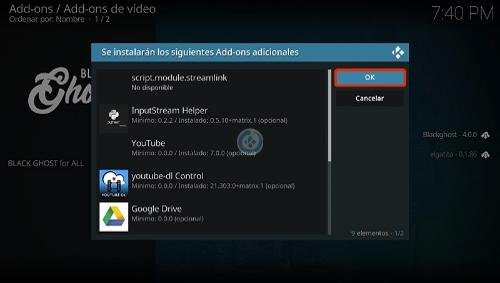 Add-ons / Add-ons de vídeo
Ordenar por: Nombre · 1 / 2
7:40 PM
Se instalarán los siguientes Add-ons adicionales
script.module.streamlink
No disponible
OK
Cancelar
InputStream Helper
Mínimo: 0.2.2 / Instalado: 0.5.10+matrix.1 (opcional)
YouTube
Mínimo: 0.0.0 / Instalado: 7.0.0 (opcional)
youtube-dl Control
Mínimo: 0.0.0 / Instalado: 21.303.0+matrix.1 (opcional)
YOUTUBE-DL
Google Drive
Mínimo: 0.0.0 (opcional)
9 elementos - 1/2
BLACK GHOST for ALL
Blackghost - 4.0.0
elgatito - 0.1.86